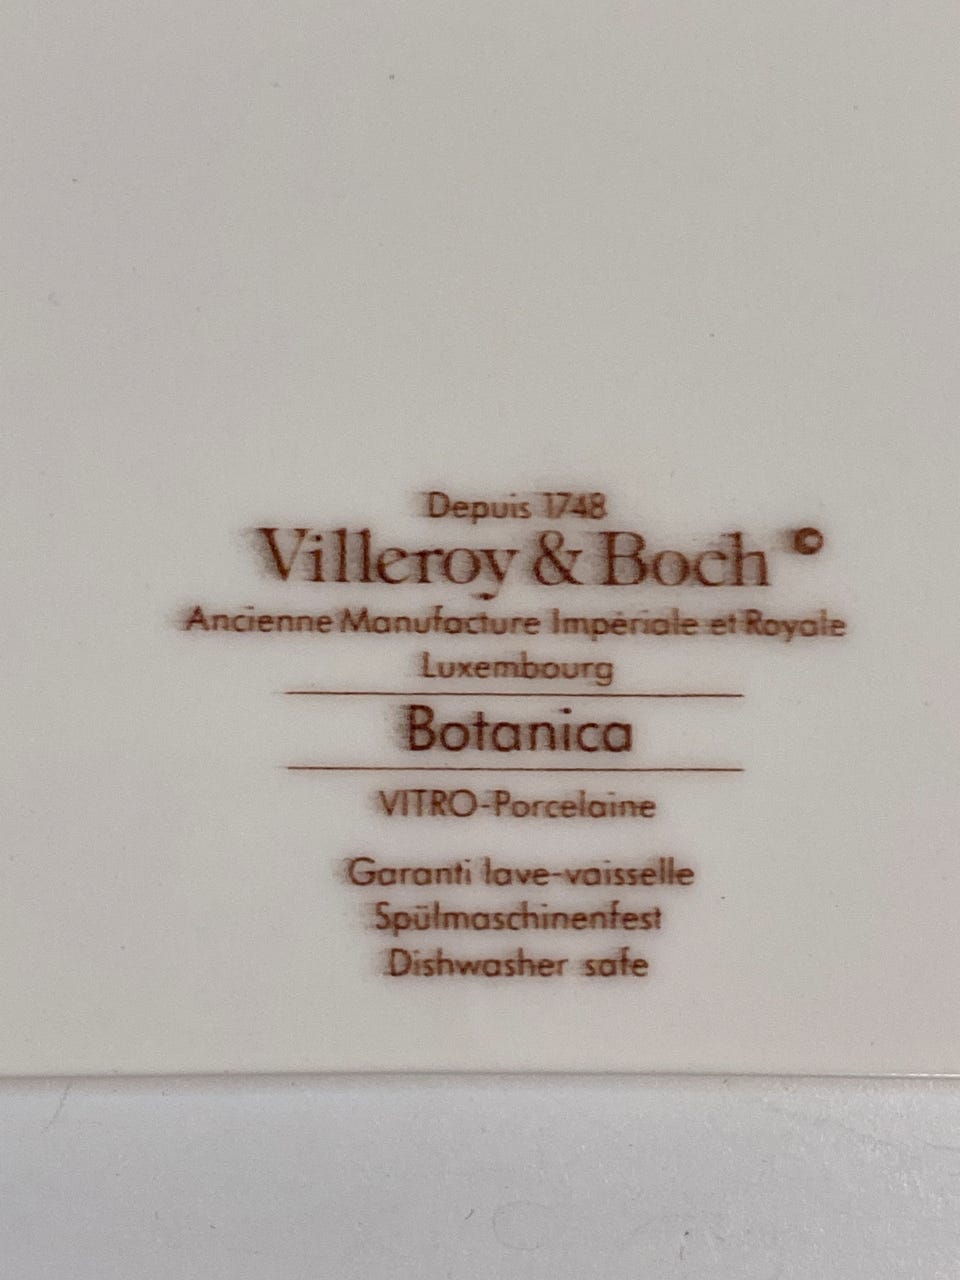 Depuis 1748
Villeroy & Boch ©
Ancienne Manufacture Impériale et Royale
Luxembourg
Botanica
VITRO-Porcelaine
Garanti lave-vaisselle
Spülmaschinenfest
Dishwasher safe